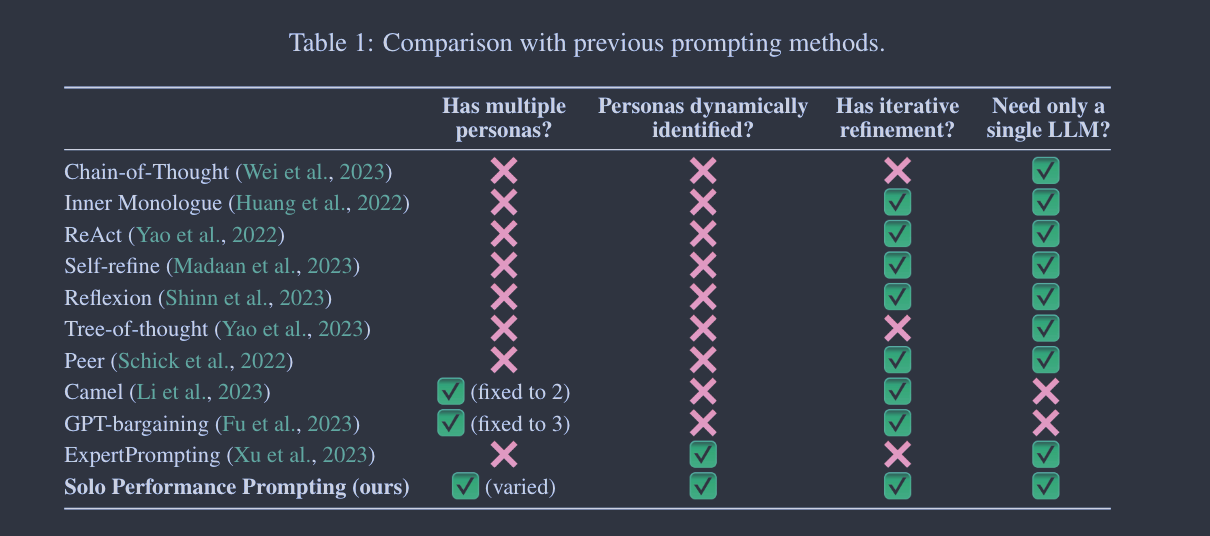 Table 1: Comparison with previous prompting methods.
Has multiple personas? Personas dynamically identified? Has iterative refinement? Need only a single LLM?
Chain-of-Thought (Wei et al., 2023) ❌ ❌ ❌ ✅
Inner Monologue (Huang et al., 2022) ❌ ❌ ✅ ✅
ReAct (Yao et al., 2022) ❌ ❌ ✅ ✅
Self-refine (Madaan et al., 2023) ❌ ❌ ✅ ✅
Reflexion (Shinn et al., 2023) ❌ ❌ ✅ ✅
Tree-of-thought (Yao et al., 2023) ❌ ❌ ❌ ✅
Peer (Schick et al., 2022) ❌ ❌ ✅ ✅
Camel (Li et al., 2023) ✅ (fixed to 2) ❌ ✅ ❌
GPT-bargaining (Fu et al., 2023) ✅ (fixed to 3) ❌ ✅ ❌
ExpertPrompting (Xu et al., 2023) ❌ ✅ ❌ ✅
Solo Performance Prompting (ours) ✅ (varied) ✅ ✅ ✅